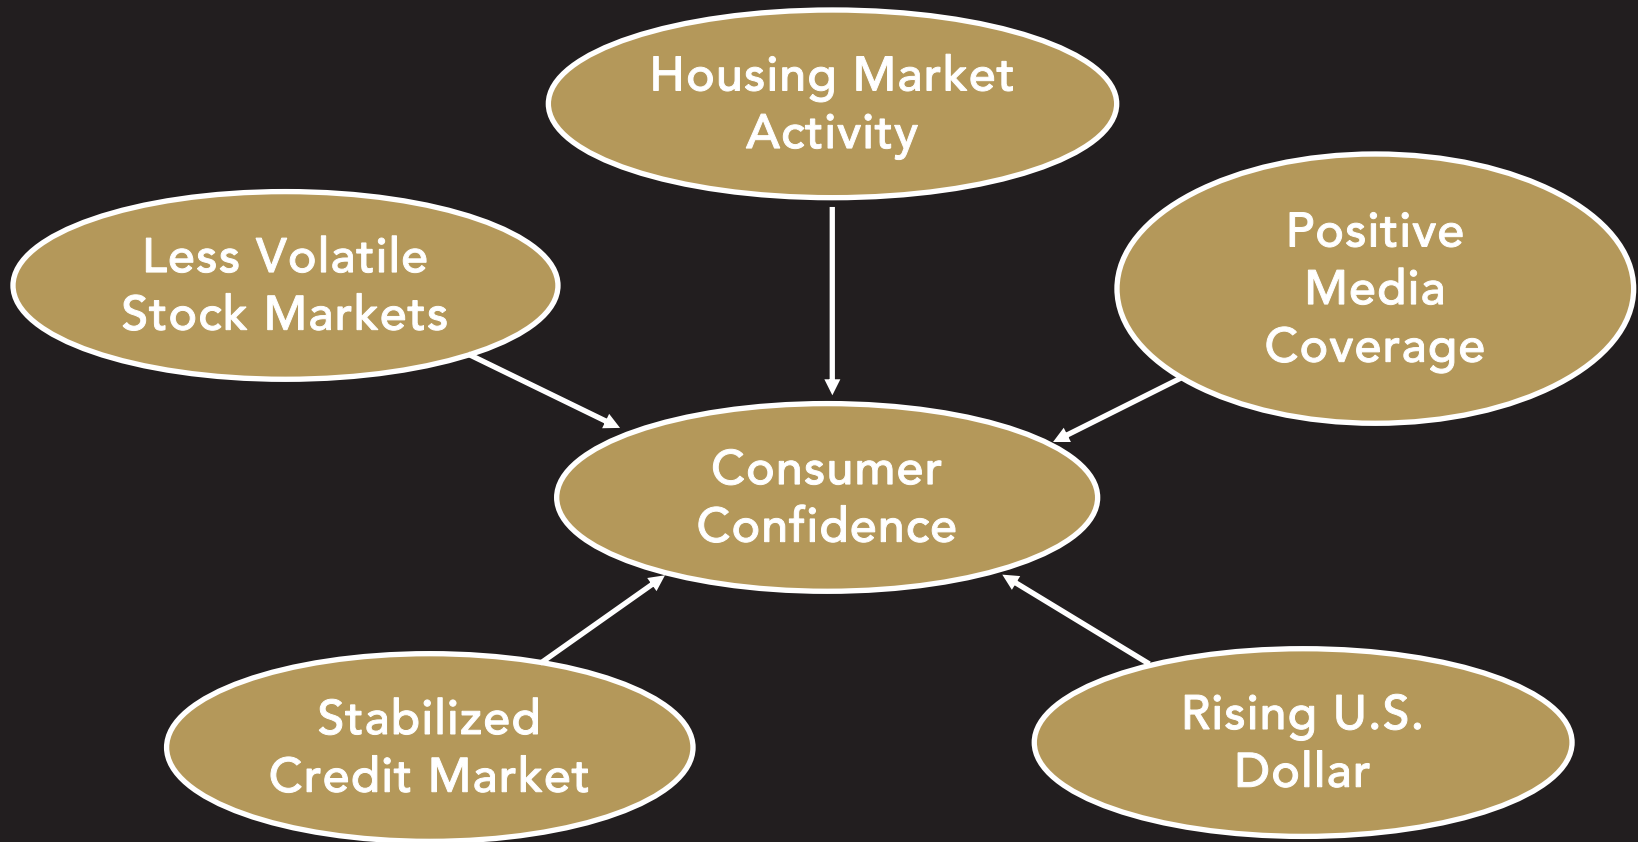 Housing Market
Activity
Less Volatile
Stock Markets
Positive
Media
Coverage
Consumer
Confidence
Stabilized
Credit Market
Rising U.S.
Dollar